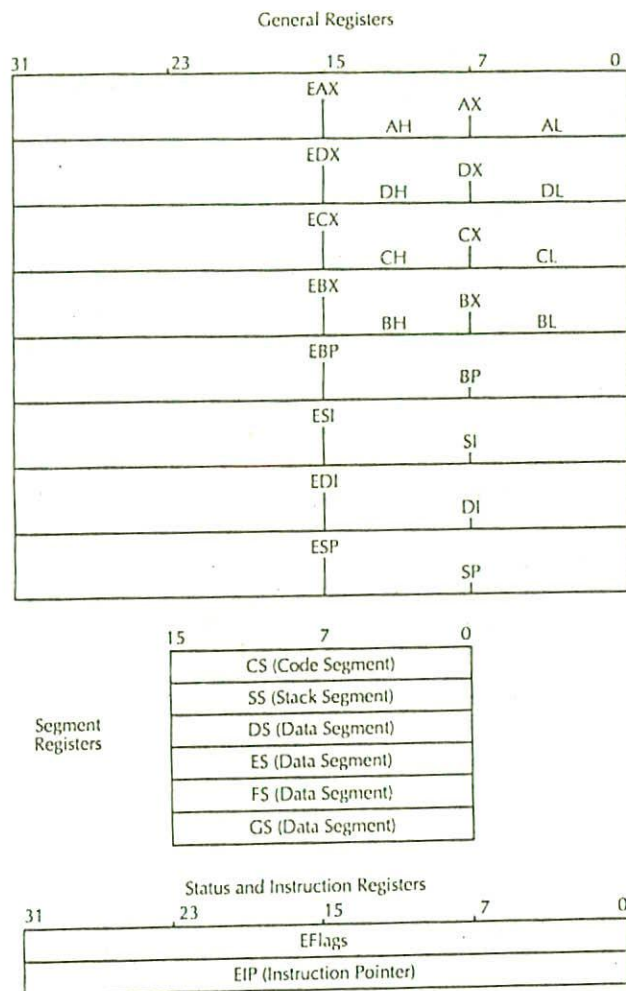 General Registers
31 23 15 7 0
EAX
AX
AH AL
EDX
DX
DH DL
ECX
CX
CH CL
EBX
BX
BH BL
EBP
BP
ESI
SI
EDI
DI
ESP
SP
15 7 0
CS (Code Segment)
SS (Stack Segment)
Segment
Registers
DS (Data Segment)
ES (Data Segment)
FS (Data Segment)
GS (Data Segment)
Status and Instruction Registers
31 23 15 7 0
EFlags
EIP (Instruction Pointer)